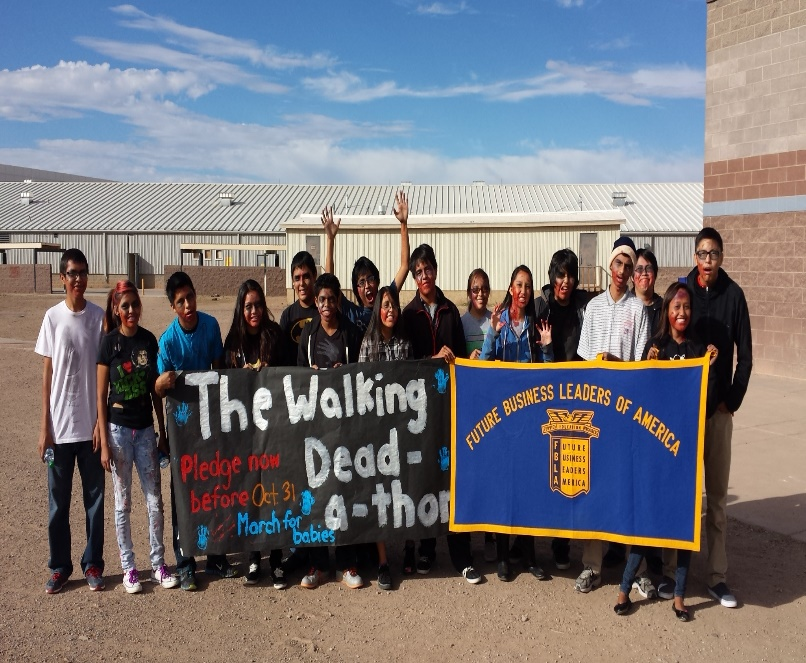 The Walking
Dead-
a-thon
Pledge now
before Oct 31
March for
babies
FUTURE BUSINESS LEADERS OF AMERICA
FBLA
FUTURE
BUSINESS
LEADERS
AMERICA